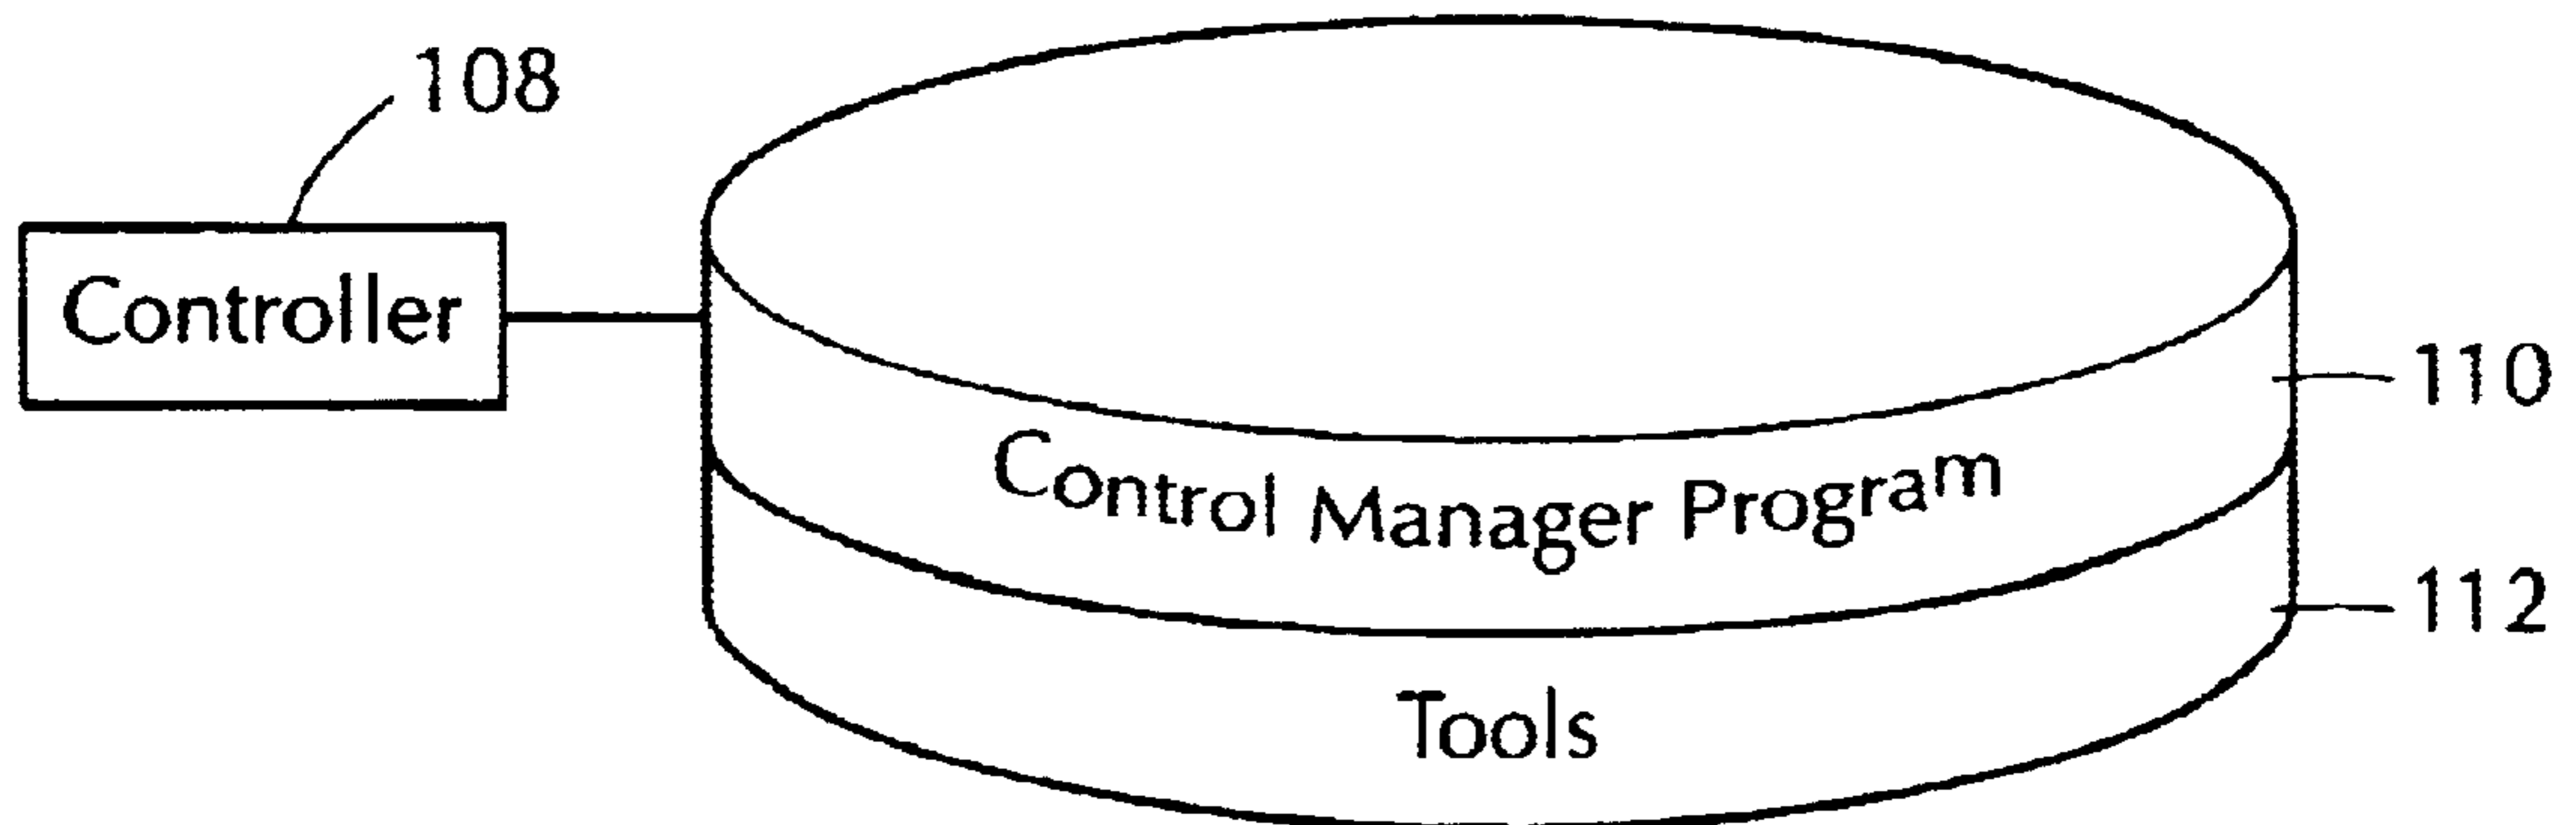 108
Controller
110
Control Manager Program
112
Tools